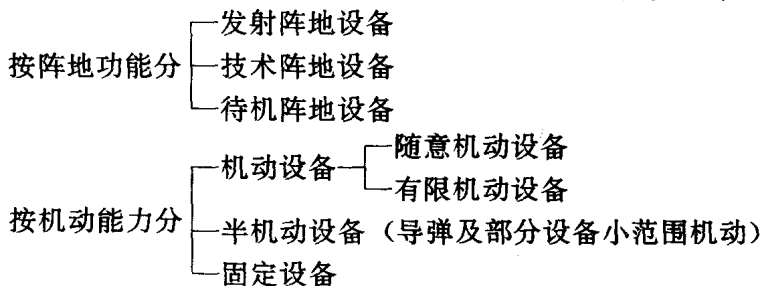 发射阵地设备
按阵地功能分
技术阵地设备
待机阵地设备
随意机动设备
机动设备
有限机动设备
按机动能力分
半机动设备（导弹及部分设备小范围机动）
固定设备